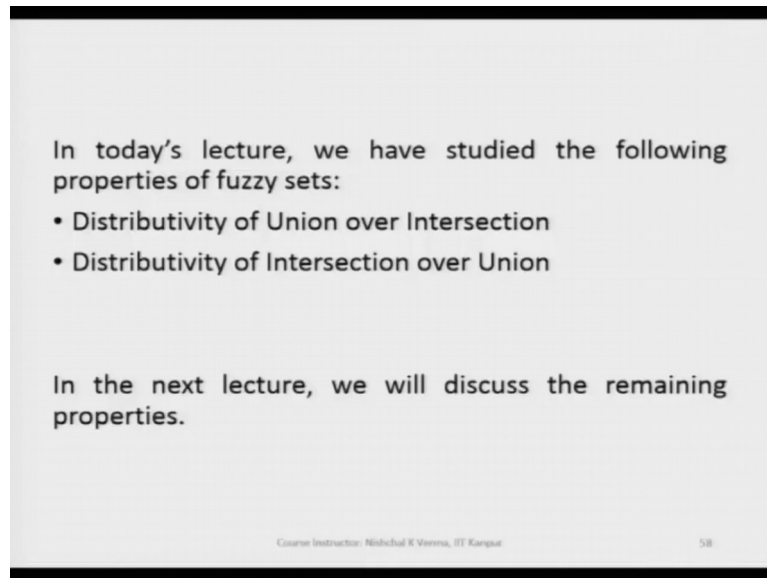 In today's lecture, we have studied the following
properties of fuzzy sets:
• Distributivity of Union over Intersection
• Distributivity of Intersection over Union
In the next lecture, we will discuss the remaining
properties.
Course Instructor: Nishchal K Verma, IIT Kanpur
58